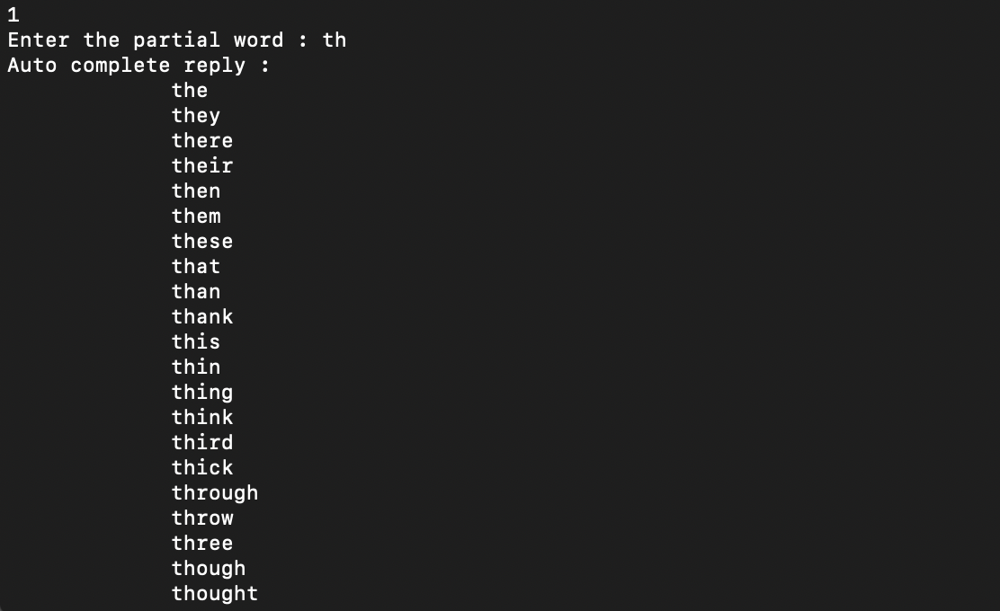 1
Enter the partial word : th
Auto complete reply :
the
they
there
their
then
them
these
that
than
thank
this
thin
thing
think
third
thick
through
throw
three
though
thought